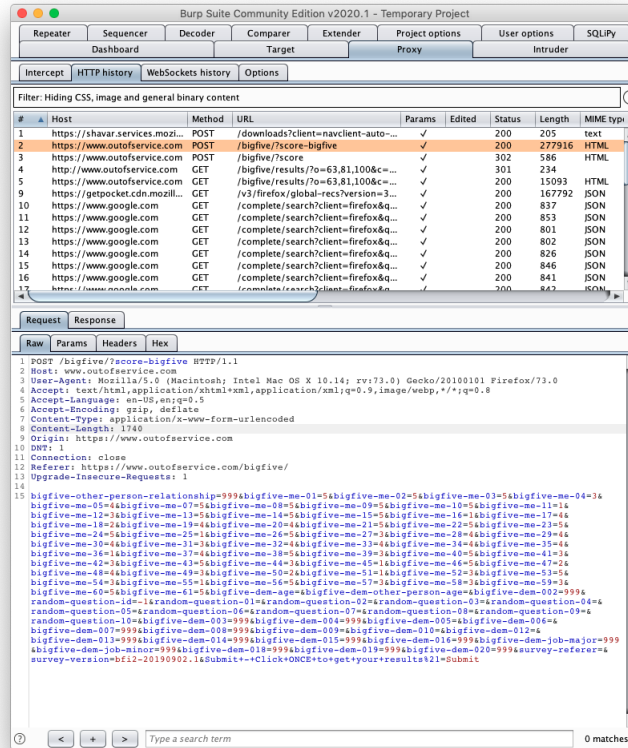 Burp Suite Community Edition v2020.1 - Temporary Project
Repeater Sequencer Decoder Comparer Extender Project options User options SQLiPy
Dashboard Target Proxy Intruder
Intercept HTTP history WebSockets history Options
Filter: Hiding CSS, image and general binary content
# Host Method URL Params Edited Status Length MIME type
1 https://shavar.services.mozi... POST /downloads?client=navclient-auto-... ✓ 200 205 text
2 https://www.outofservice.com POST /bigfive/?score-bigfive ✓ 200 277916 HTML
3 https://www.outofservice.com POST /bigfive/?score ✓ 302 586 HTML
4 http://www.outofservice.com GET /bigfive/results/?o=63,81,100&c=... ✓ 301 234
5 https://www.outofservice.com GET /bigfive/results/?o=63,81,100&c=... ✓ 200 15093 HTML
9 https://getpocket.cdn.mozill... GET /v3/firefox/global-recs?version=3... ✓ 200 167792 JSON
10 https://www.google.com GET /complete/search?client=firefox&q... ✓ 200 837 JSON
11 https://www.google.com GET /complete/search?client=firefox&q... ✓ 200 853 JSON
12 https://www.google.com GET /complete/search?client=firefox&q... ✓ 200 801 JSON
13 https://www.google.com GET /complete/search?client=firefox&q... ✓ 200 802 JSON
14 https://www.google.com GET /complete/search?client=firefox&q... ✓ 200 826 JSON
15 https://www.google.com GET /complete/search?client=firefox&q... ✓ 200 846 JSON
16 https://www.google.com GET /complete/search?client=firefox&q... ✓ 200 841 JSON
17 https://www.google.com GET /complete/search?client=firefox&q... ✓ 200 842 JSON
Request Response
Raw Params Headers Hex
1 POST /bigfive/?score-bigfive HTTP/1.1
2 Host: www.outofservice.com
3 User-Agent: Mozilla/5.0 (Macintosh; Intel Mac OS X 10.14; rv:73.0) Gecko/20100101 Firefox/73.0
4 Accept: text/html,application/xhtml+xml,application/xml;q=0.9,image/webp,*/*;q=0.8
5 Accept-Language: en-US,en;q=0.5
6 Accept-Encoding: gzip, deflate
7 Content-Type: application/x-www-form-urlencoded
8 Content-Length: 1740
9 Origin: https://www.outofservice.com
10 DNT: 1
11 Connection: close
12 Referer: https://www.outofservice.com/bigfive/
13 Upgrade-Insecure-Requests: 1
14
15 bigfive-other-person-relationship=999&bigfive-me-01=5&bigfive-me-02=5&bigfive-me-03=5&bigfive-me-04=3&
bigfive-me-05=4&bigfive-me-07=5&bigfive-me-08=5&bigfive-me-09=5&bigfive-me-10=5&bigfive-me-11=1&
bigfive-me-12=3&bigfive-me-13=5&bigfive-me-14=5&bigfive-me-15=5&bigfive-me-16=1&bigfive-me-17=4&
bigfive-me-18=2&bigfive-me-19=4&bigfive-me-20=4&bigfive-me-21=5&bigfive-me-22=5&bigfive-me-23=5&
bigfive-me-24=5&bigfive-me-25=1&bigfive-me-26=5&bigfive-me-27=3&bigfive-me-28=4&bigfive-me-29=4&
bigfive-me-30=4&bigfive-me-31=3&bigfive-me-32=4&bigfive-me-33=4&bigfive-me-34=4&bigfive-me-35=4&
bigfive-me-36=1&bigfive-me-37=4&bigfive-me-38=5&bigfive-me-39=3&bigfive-me-40=5&bigfive-me-41=3&
bigfive-me-42=3&bigfive-me-43=5&bigfive-me-44=3&bigfive-me-45=1&bigfive-me-46=5&bigfive-me-47=2&
bigfive-me-48=4&bigfive-me-49=3&bigfive-me-50=2&bigfive-me-51=1&bigfive-me-52=3&bigfive-me-53=5&
bigfive-me-54=3&bigfive-me-55=1&bigfive-me-56=5&bigfive-me-57=3&bigfive-me-58=3&bigfive-me-59=3&
bigfive-me-60=5&bigfive-me-61=5&bigfive-dem-age=&bigfive-dem-other-person-age=&bigfive-dem-002=999&
random-question-id=-1&random-question-01=&random-question-02=&random-question-03=&random-question-04=&
random-question-05=&random-question-06=&random-question-07=&random-question-08=&random-question-09=&
random-question-10=&bigfive-dem-003=999&bigfive-dem-004=999&bigfive-dem-005=&bigfive-dem-006=&
bigfive-dem-007=999&bigfive-dem-008=999&bigfive-dem-009=&bigfive-dem-010=&bigfive-dem-012=&
bigfive-dem-013=999&bigfive-dem-014=999&bigfive-dem-015=999&bigfive-dem-016=999&bigfive-dem-job-major=999
&bigfive-dem-job-minor=999&bigfive-dem-018=999&bigfive-dem-019=999&bigfive-dem-020=999&survey-referer=&
survey-version=bfi2-20190902.1&Submit+-+Click+ONCE+to+get+your+results%21=Submit
? < + > Type a search term 0 matches